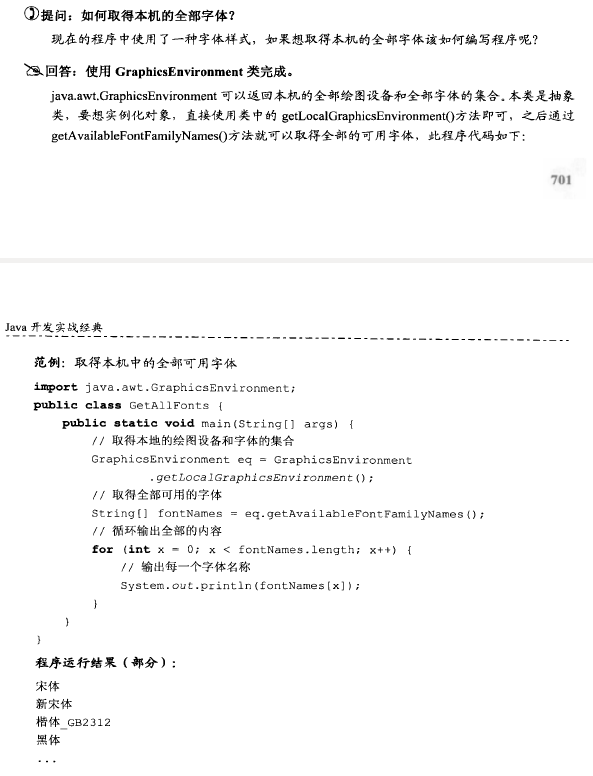 提问：如何取得本机的全部字体？
现在的程序中使用了一种字体样式，如果想取得本机的全部字体该如何编写程序呢？
回答：使用 GraphicsEnvironment 类完成。
java.awt.GraphicsEnvironment 可以返回本机的全部绘图设备和全部字体的集合。本类是抽象
类，要想实例化对象，直接使用类中的 getLocalGraphicsEnvironment()方法即可，之后通过
getAvailableFontFamilyNames()方法就可以取得全部的可用字体，此程序代码如下：
701
Java 开发实战经典
范例：取得本机中的全部可用字体
import java.awt.GraphicsEnvironment;
public class GetAllFonts {
public static void main(String[] args) {
// 取得本地的绘图设备和字体的集合
GraphicsEnvironment eq = GraphicsEnvironment
.getLocalGraphicsEnvironment();
// 取得全部可用的字体
String[] fontNames = eq.getAvailableFontFamilyNames();
// 循环输出全部的内容
for (int x = 0; x < fontNames.length; x++) {
// 输出每一个字体名称
System.out.println(fontNames[x]);
}
}
}
程序运行结果（部分）：
宋体
新宋体
楷体_GB2312
黑体
...